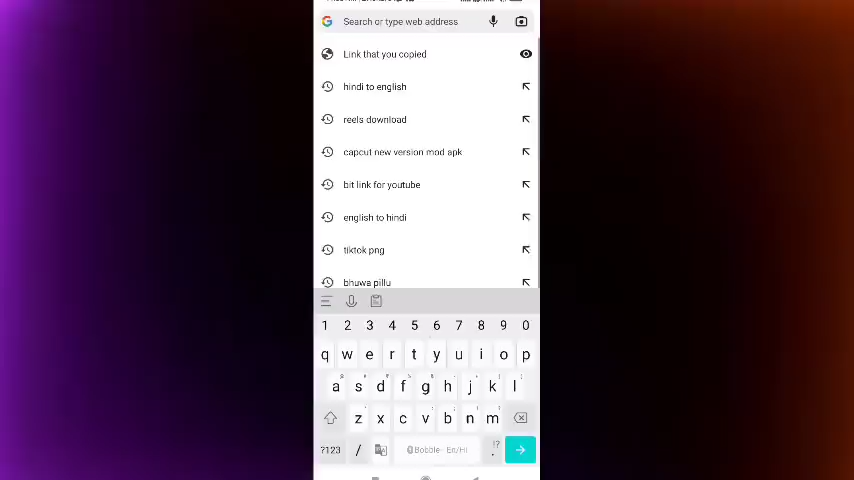 Search or type web address
Link that you copied
hindi to english
reels download
capcut new version mod apk
bit link for youtube
english to hindi
tiktok png
bhuwa pillu
1 2 3 4 5 6 7 8 9 0
q w e r t y u i o p
a s d f g h j k l
z x c v b n m
?123 / Bobble - En/Hi !? .